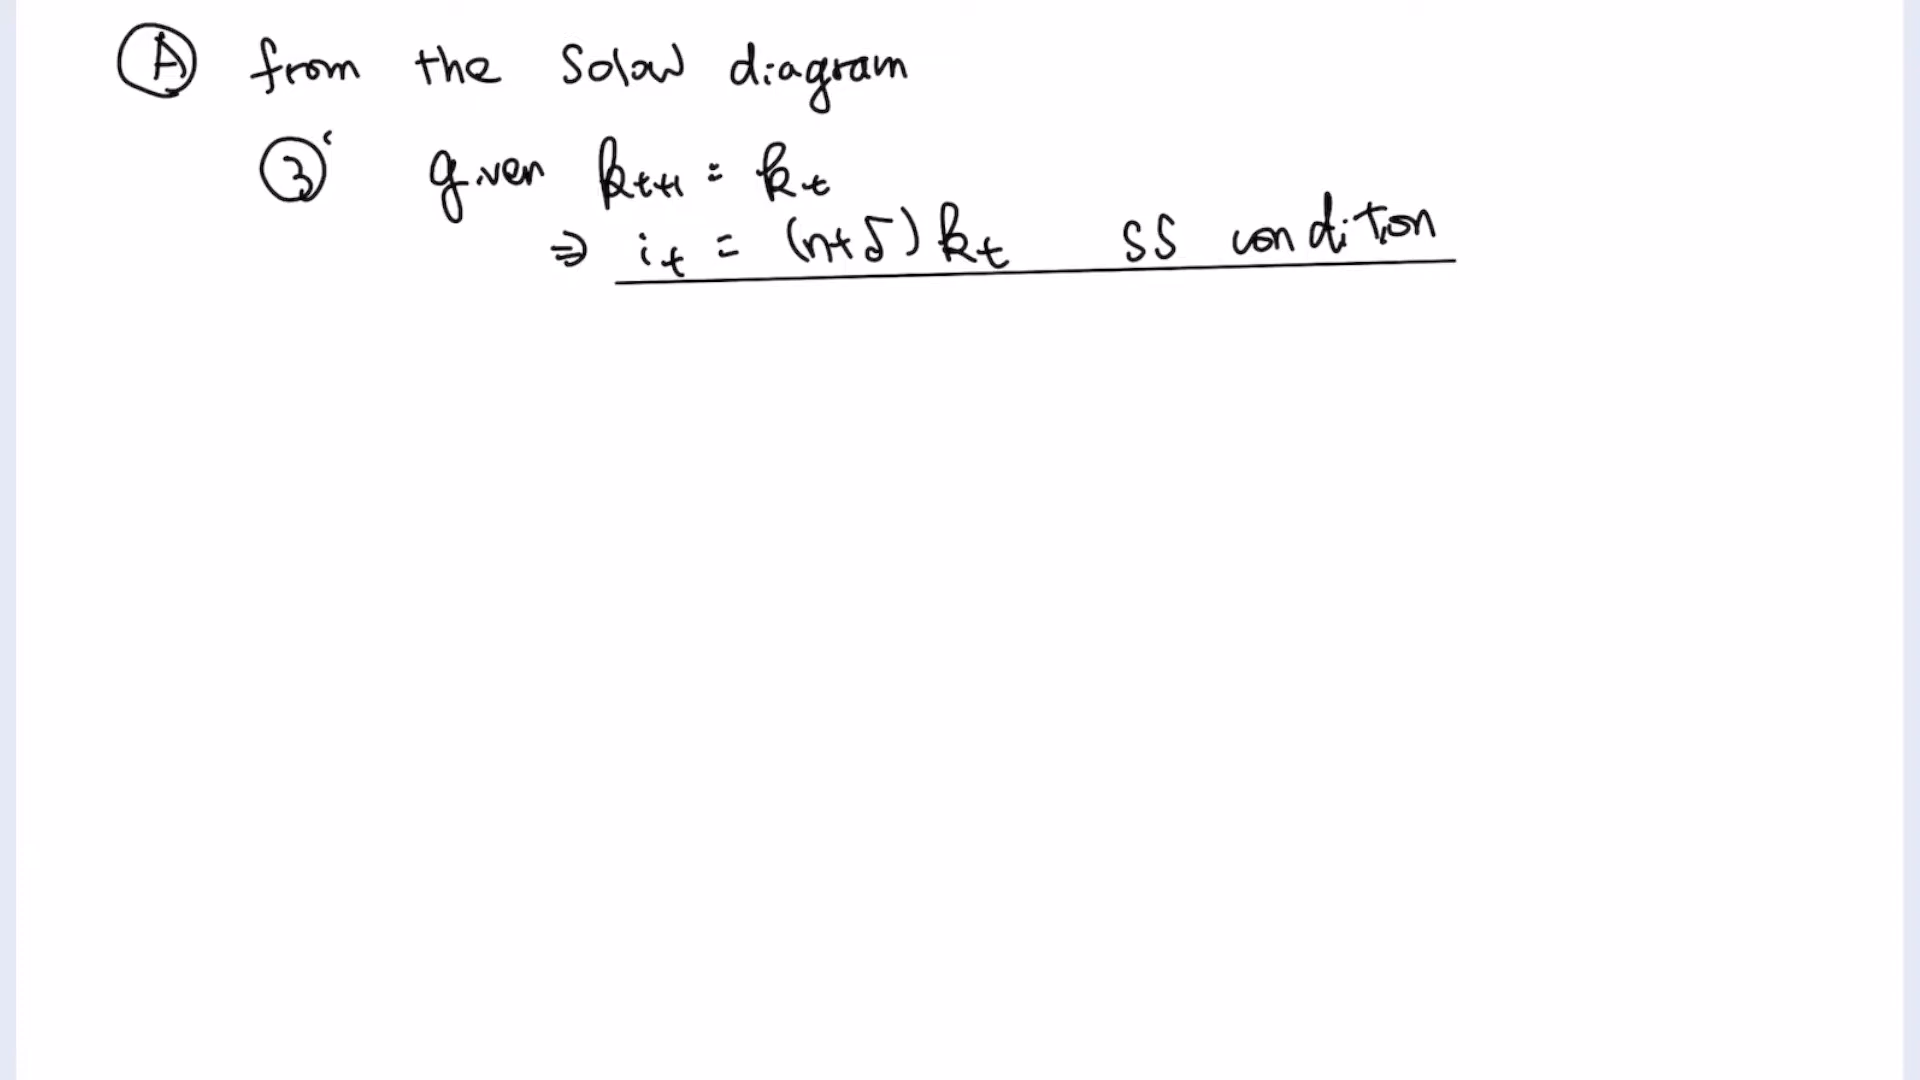 Ⓐ from the Solow diagram
③' given k_{t+1} = k_t
⇒ i_t = (n+δ) k_t SS condition